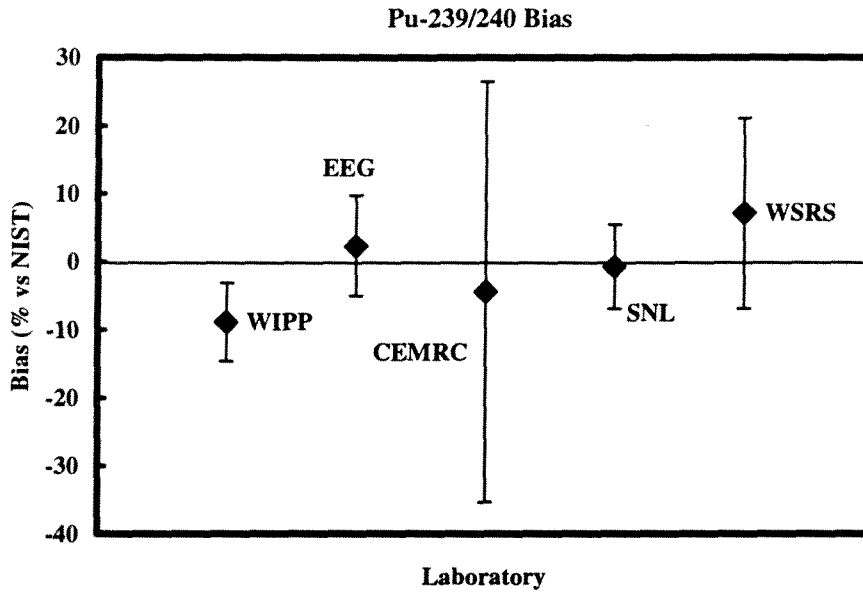 Pu-239/240 Bias
30
20
10
0
-10
-20
-30
-40
Bias (% vs NIST)
EEG
WSRS
WIPP
SNL
CEMRC
Laboratory